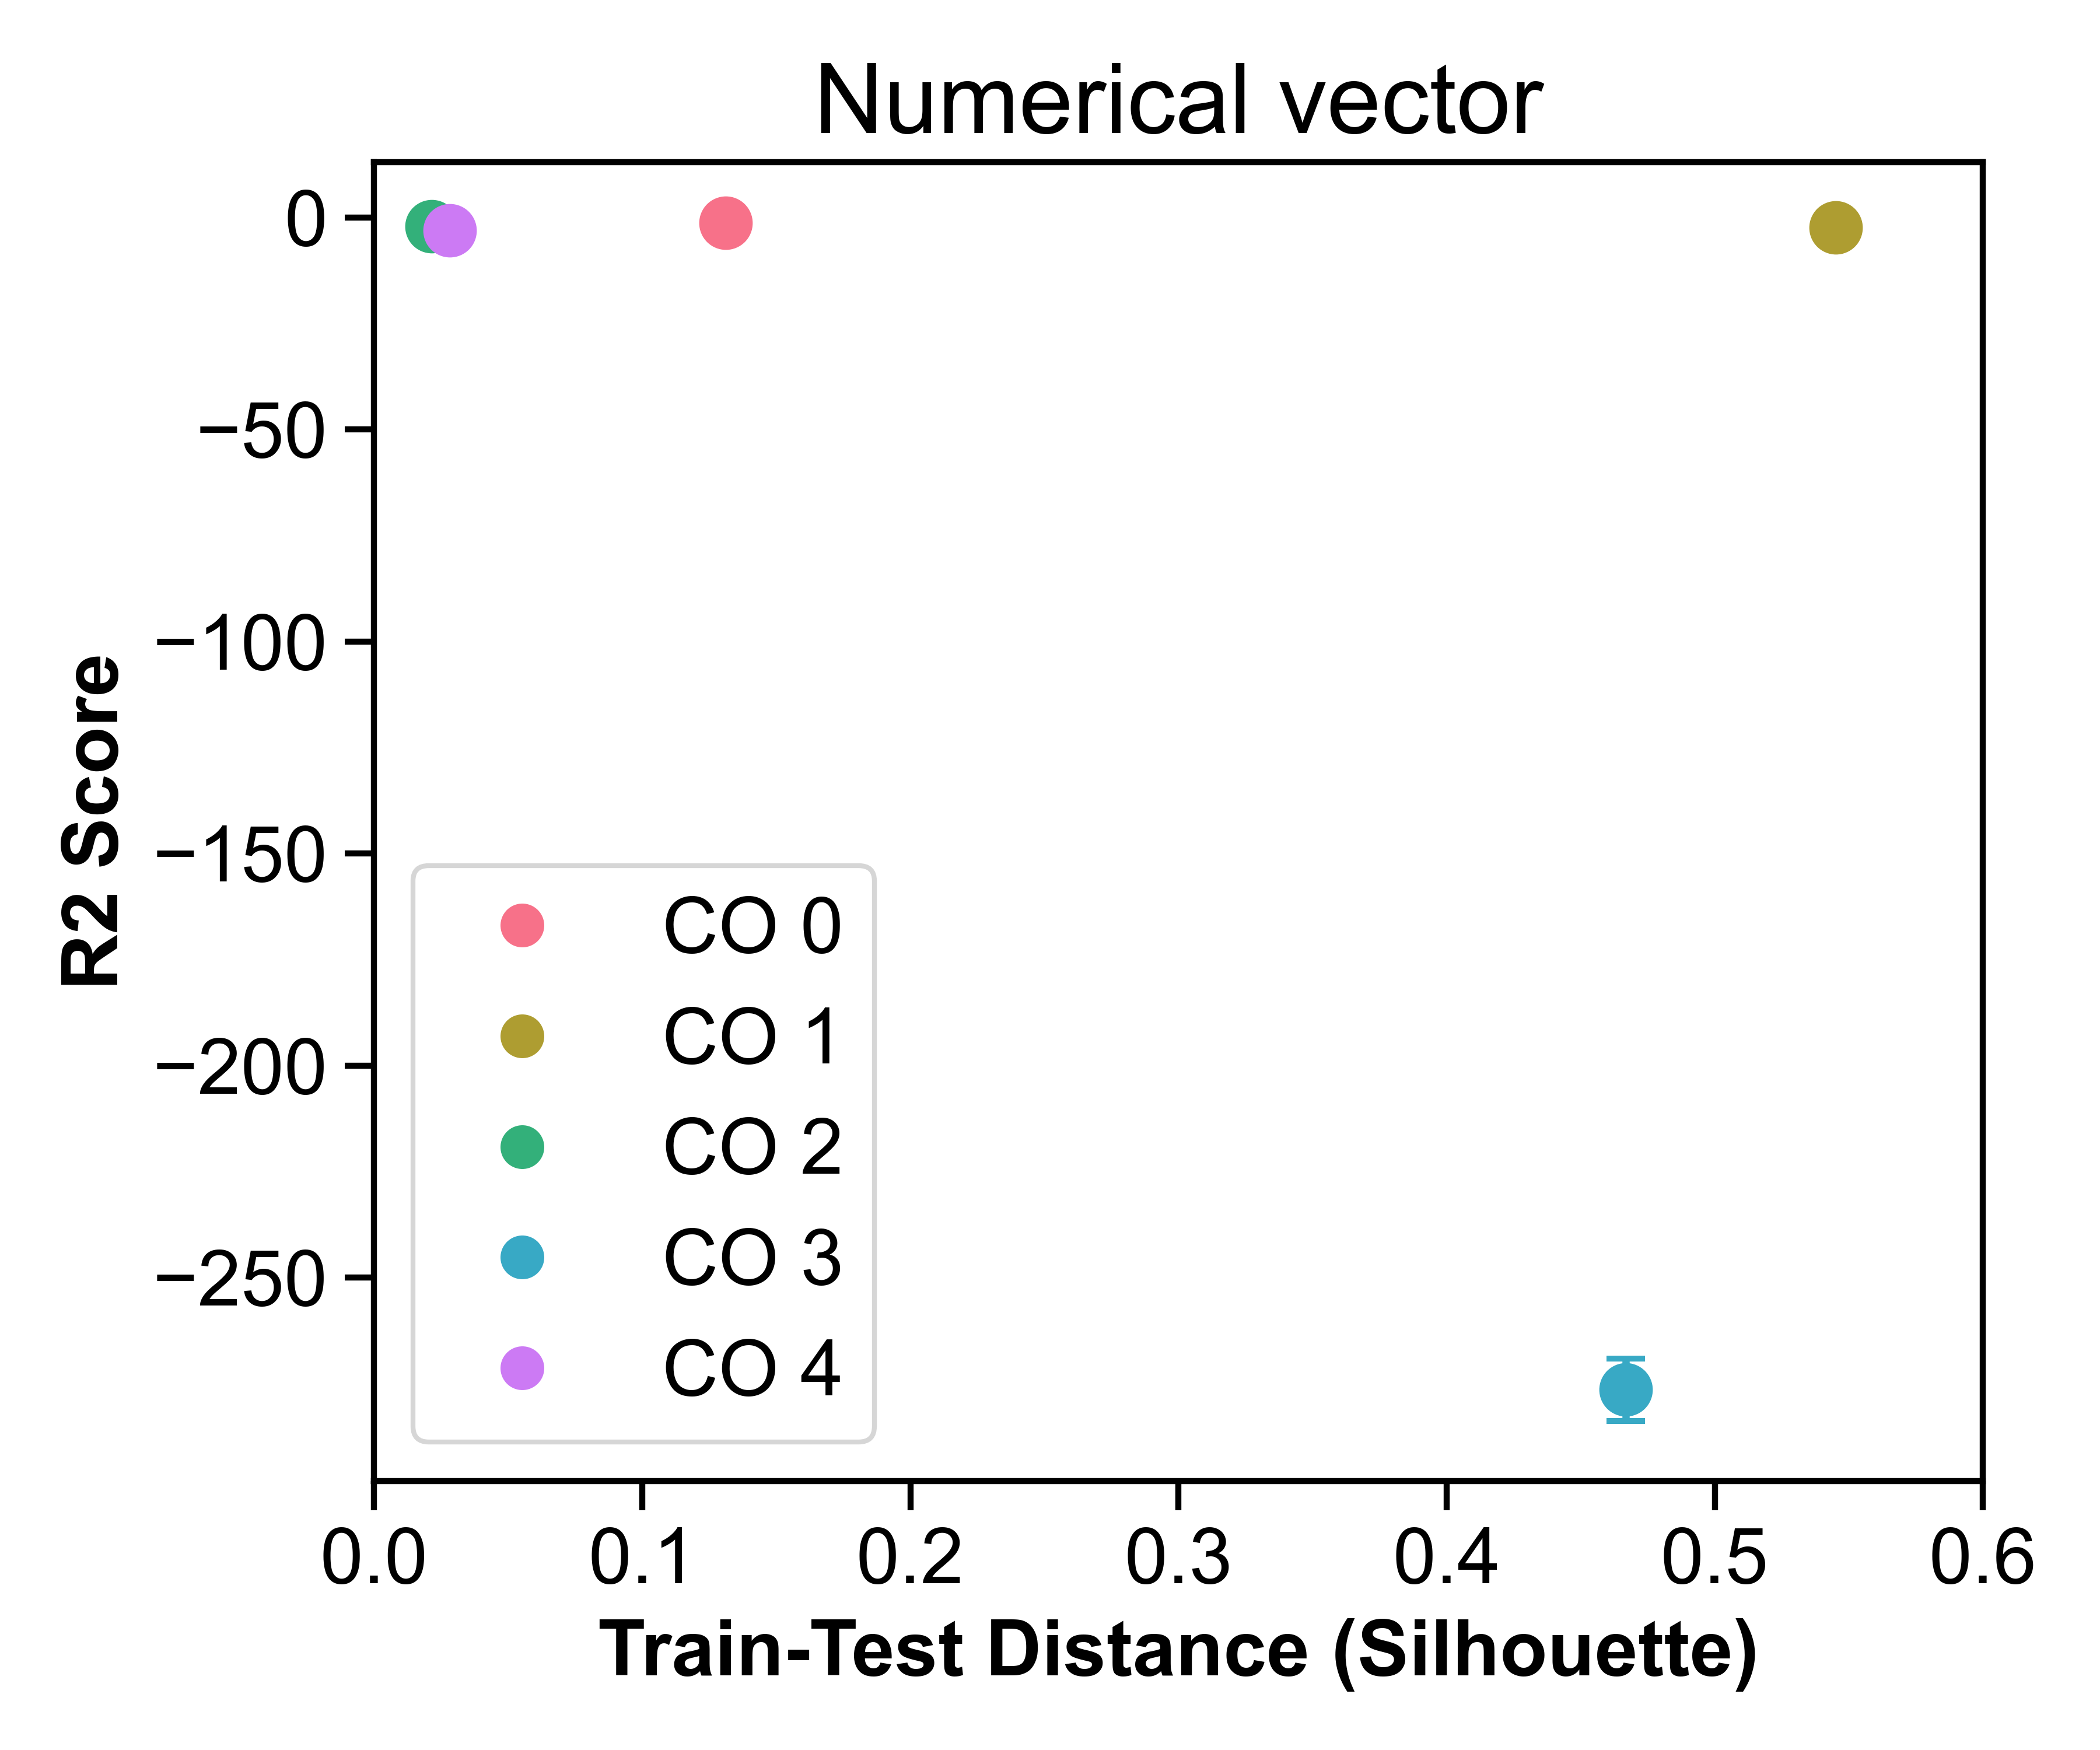 Numerical vector
0
−50
−100
−150
−200
−250
R2 Score
CO 0
CO 1
CO 2
CO 3
CO 4
0.0 0.1 0.2 0.3 0.4 0.5 0.6
Train-Test Distance (Silhouette)